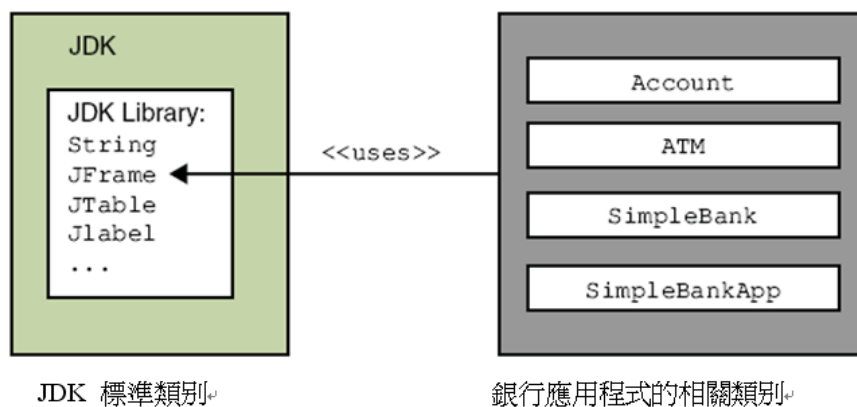 JDK
JDK Library:
String
JFrame
JTable
Jlabel
...
<<uses>>
Account
ATM
SimpleBank
SimpleBankApp
JDK 標準類別
銀行應用程式的相關類別